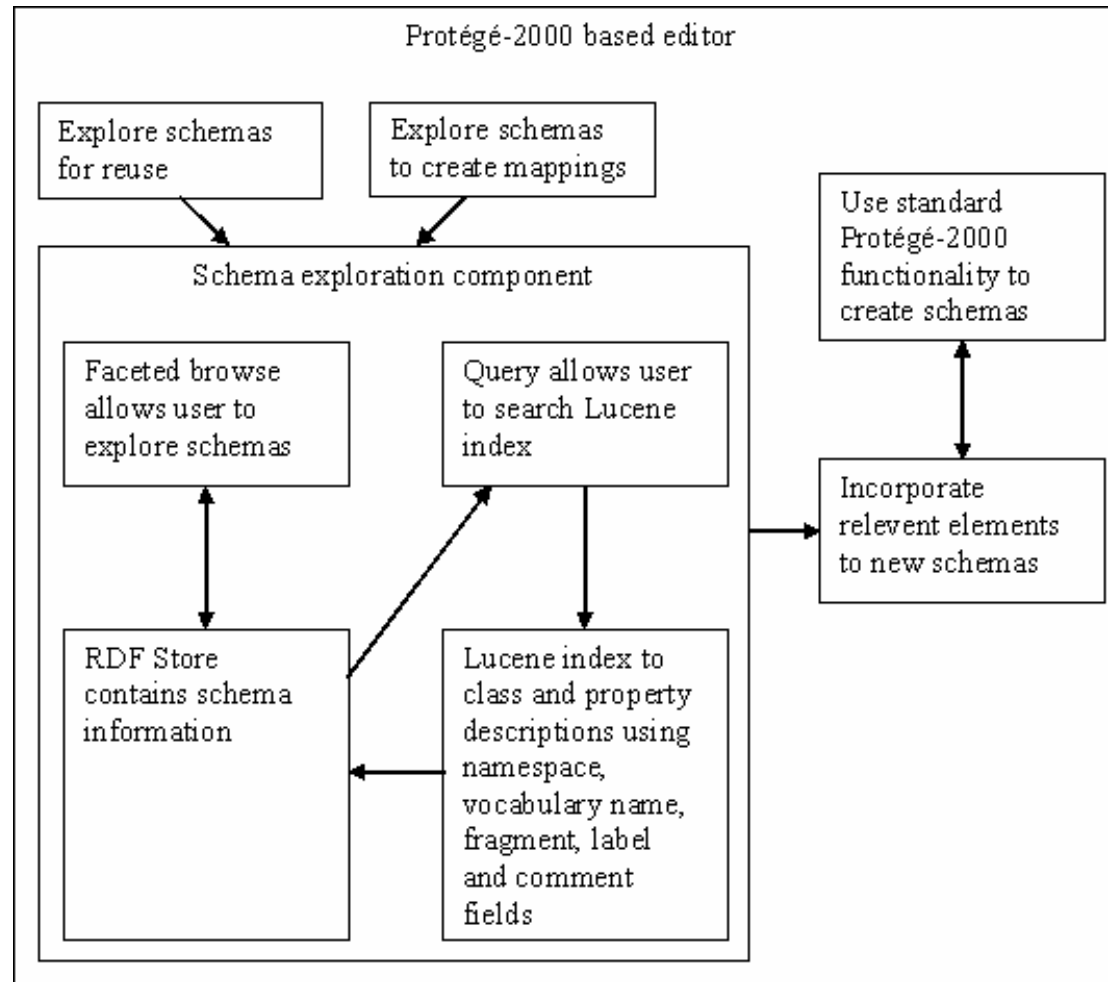 Protégé-2000 based editor
Explore schemas
for reuse
Explore schemas
to create mappings
Use standard
Protégé-2000
functionality to
create schemas
Schema exploration component
Faceted browse
allows user to
explore schemas
Query allows user
to search Lucene
index
Incorporate
relevent elements
to new schemas
RDF Store
contains schema
information
Lucene index to
class and property
descriptions using
namespace,
vocabulary name,
fragment, label
and comment
fields